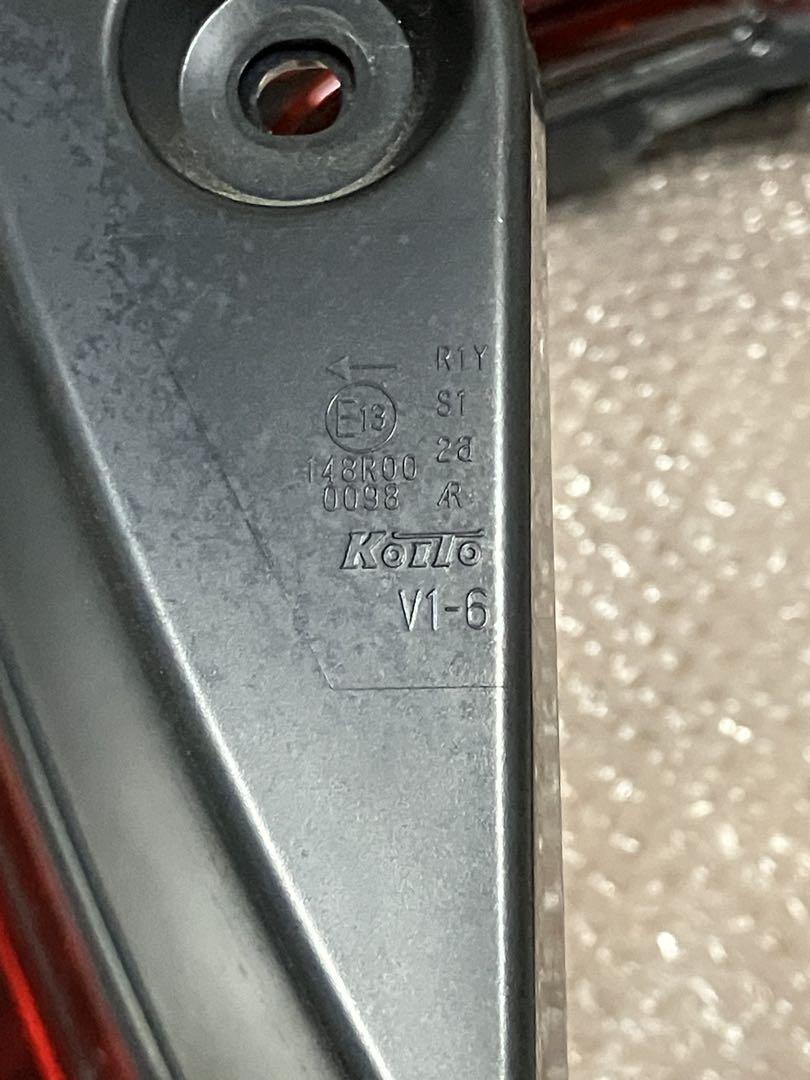 ← R1Y
E13 S1
148R00 2a
0098 AR
KOITO
V1-6